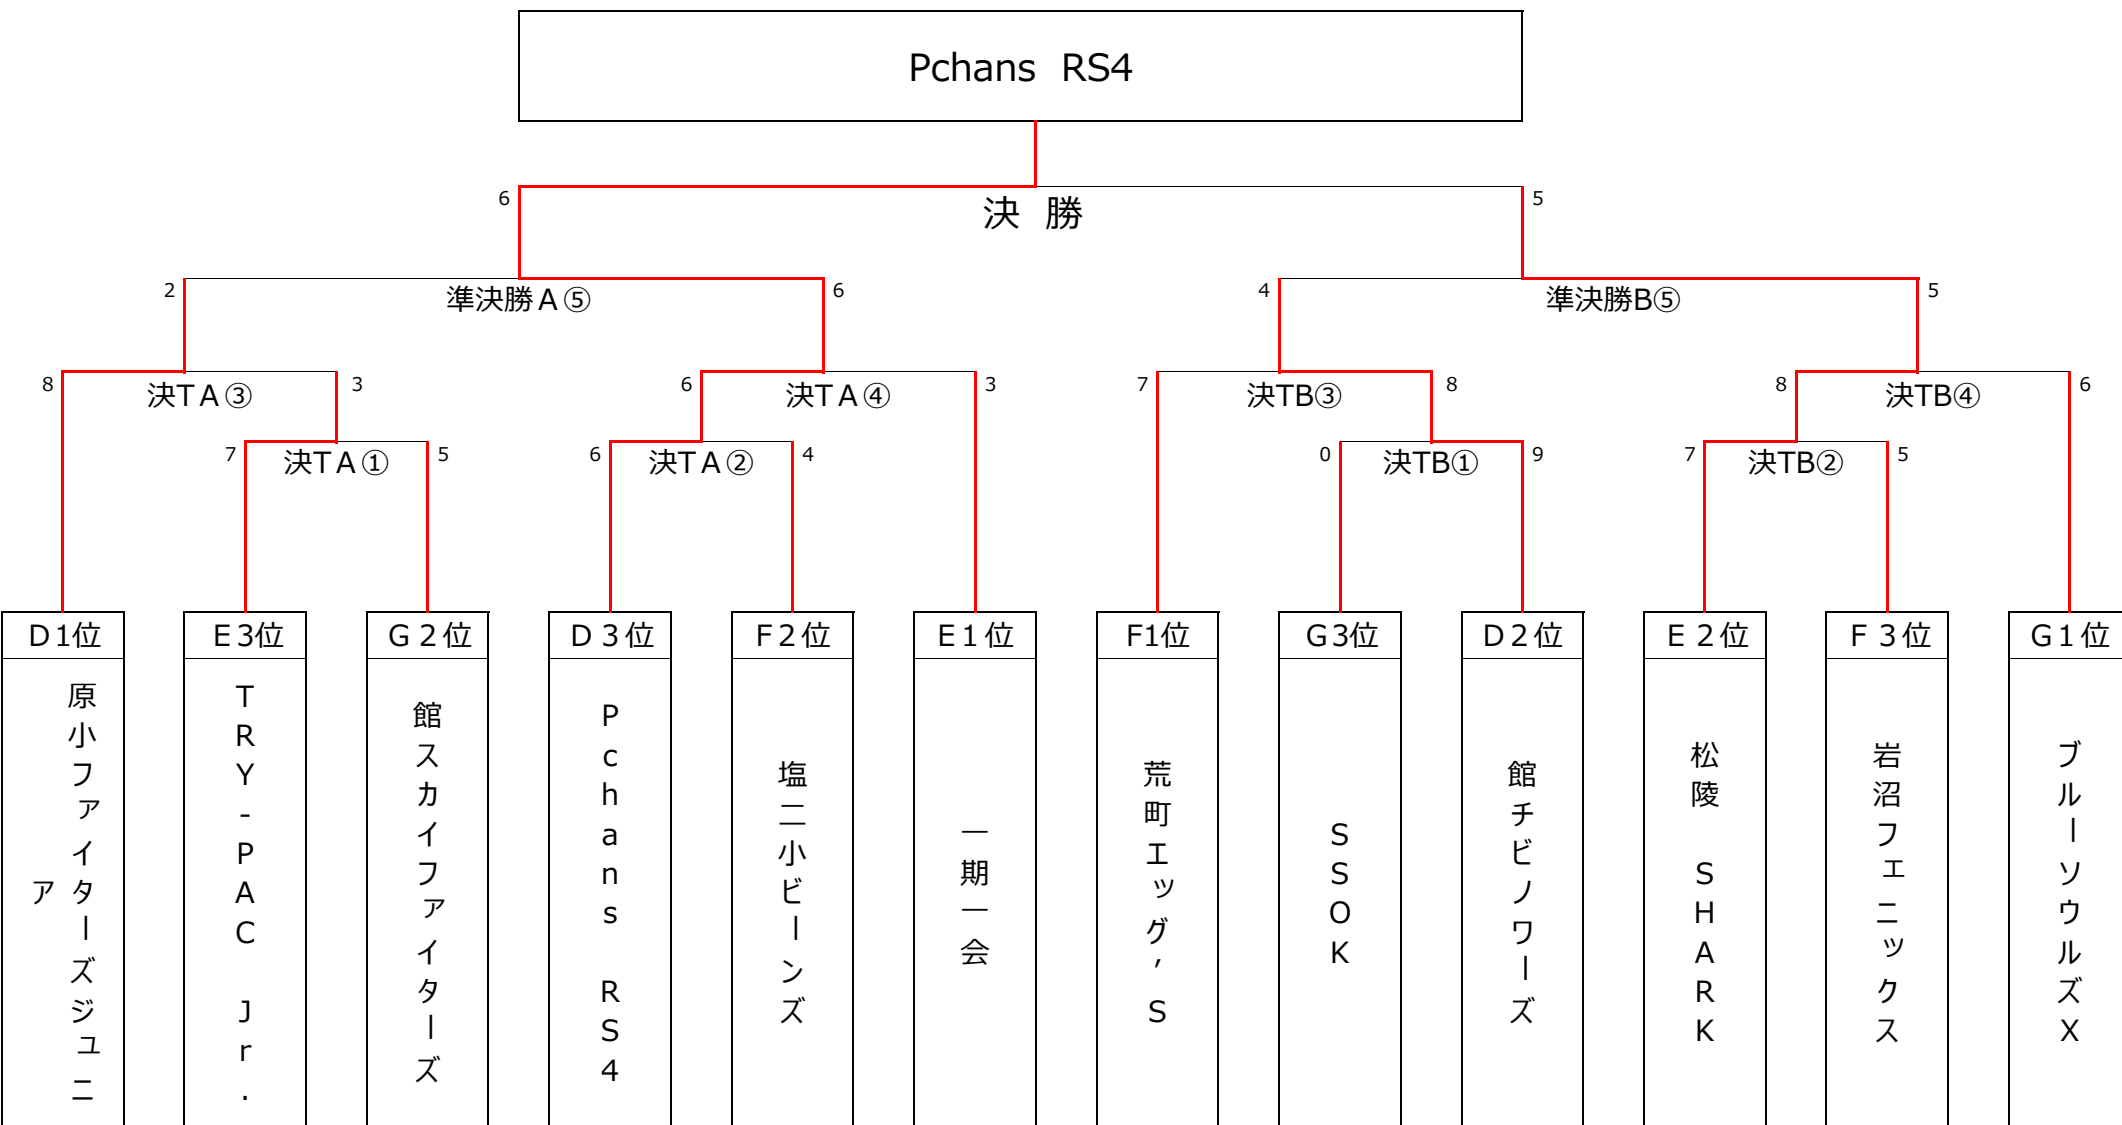 Pchans RS4
6 5
決 勝
2 6 4 5
準決勝A⑤ 準決勝B⑤
8 3 6 3 7 8 8 6
決TA③ 決TA④ 決TB③ 決TB④
7 5 6 4 0 9 7 5
決TA① 決TA② 決TB① 決TB②
D1位 E3位 G2位 D3位 F2位 E1位 F1位 G3位 D2位 E2位 F3位 G1位
原小ファイターズジュニア
TRY-PAC Jr.
館スカイファイターズ
Pchans RS4
塩二小ビーンズ
一期一会
荒町エッグ’S
SSOK
館チビノワーズ
松陵 SHARK
岩沼フェニックス
ブルーソウルズX